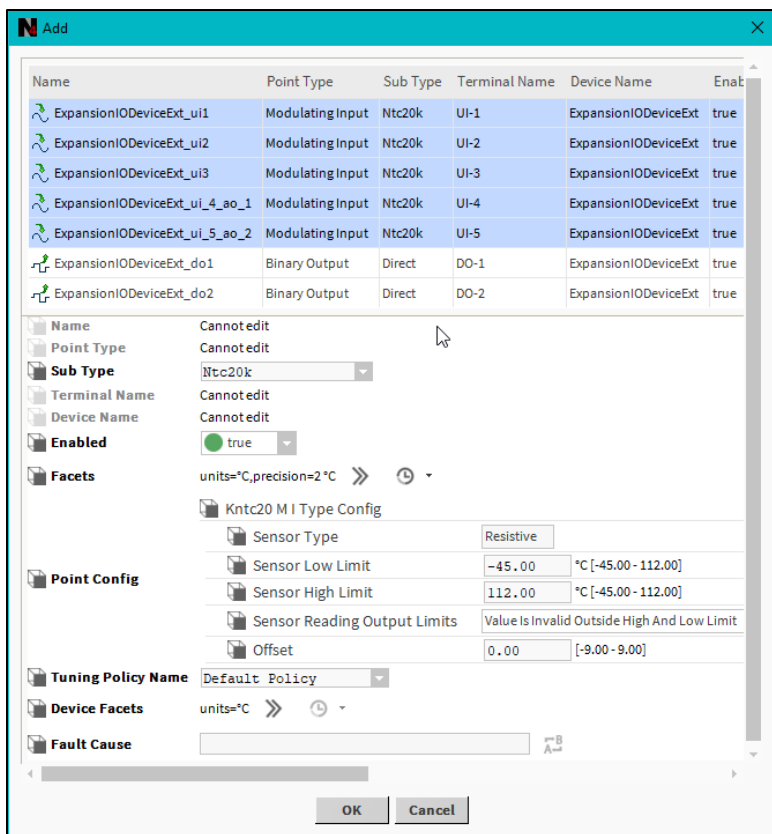 N Add
Name Point Type Sub Type Terminal Name Device Name Enab
ExpansionIODeviceExt_ui1 Modulating Input Ntc20k UI-1 ExpansionIODeviceExt true
ExpansionIODeviceExt_ui2 Modulating Input Ntc20k UI-2 ExpansionIODeviceExt true
ExpansionIODeviceExt_ui3 Modulating Input Ntc20k UI-3 ExpansionIODeviceExt true
ExpansionIODeviceExt_ui_4_ao_1 Modulating Input Ntc20k UI-4 ExpansionIODeviceExt true
ExpansionIODeviceExt_ui_5_ao_2 Modulating Input Ntc20k UI-5 ExpansionIODeviceExt true
ExpansionIODeviceExt_do1 Binary Output Direct DO-1 ExpansionIODeviceExt true
ExpansionIODeviceExt_do2 Binary Output Direct DO-2 ExpansionIODeviceExt true
Name Cannot edit
Point Type Cannot edit
Sub Type Ntc20k
Terminal Name Cannot edit
Device Name Cannot edit
Enabled true
Facets units=°C,precision=2 °C
Kntc20 M I Type Config
Sensor Type Resistive
Sensor Low Limit -45.00 °C [-45.00 - 112.00]
Point Config
Sensor High Limit 112.00 °C [-45.00 - 112.00]
Sensor Reading Output Limits Value Is Invalid Outside High And Low Limit
Offset 0.00 [-9.00 - 9.00]
Tuning Policy Name Default Policy
Device Facets units=°C
Fault Cause
OK Cancel